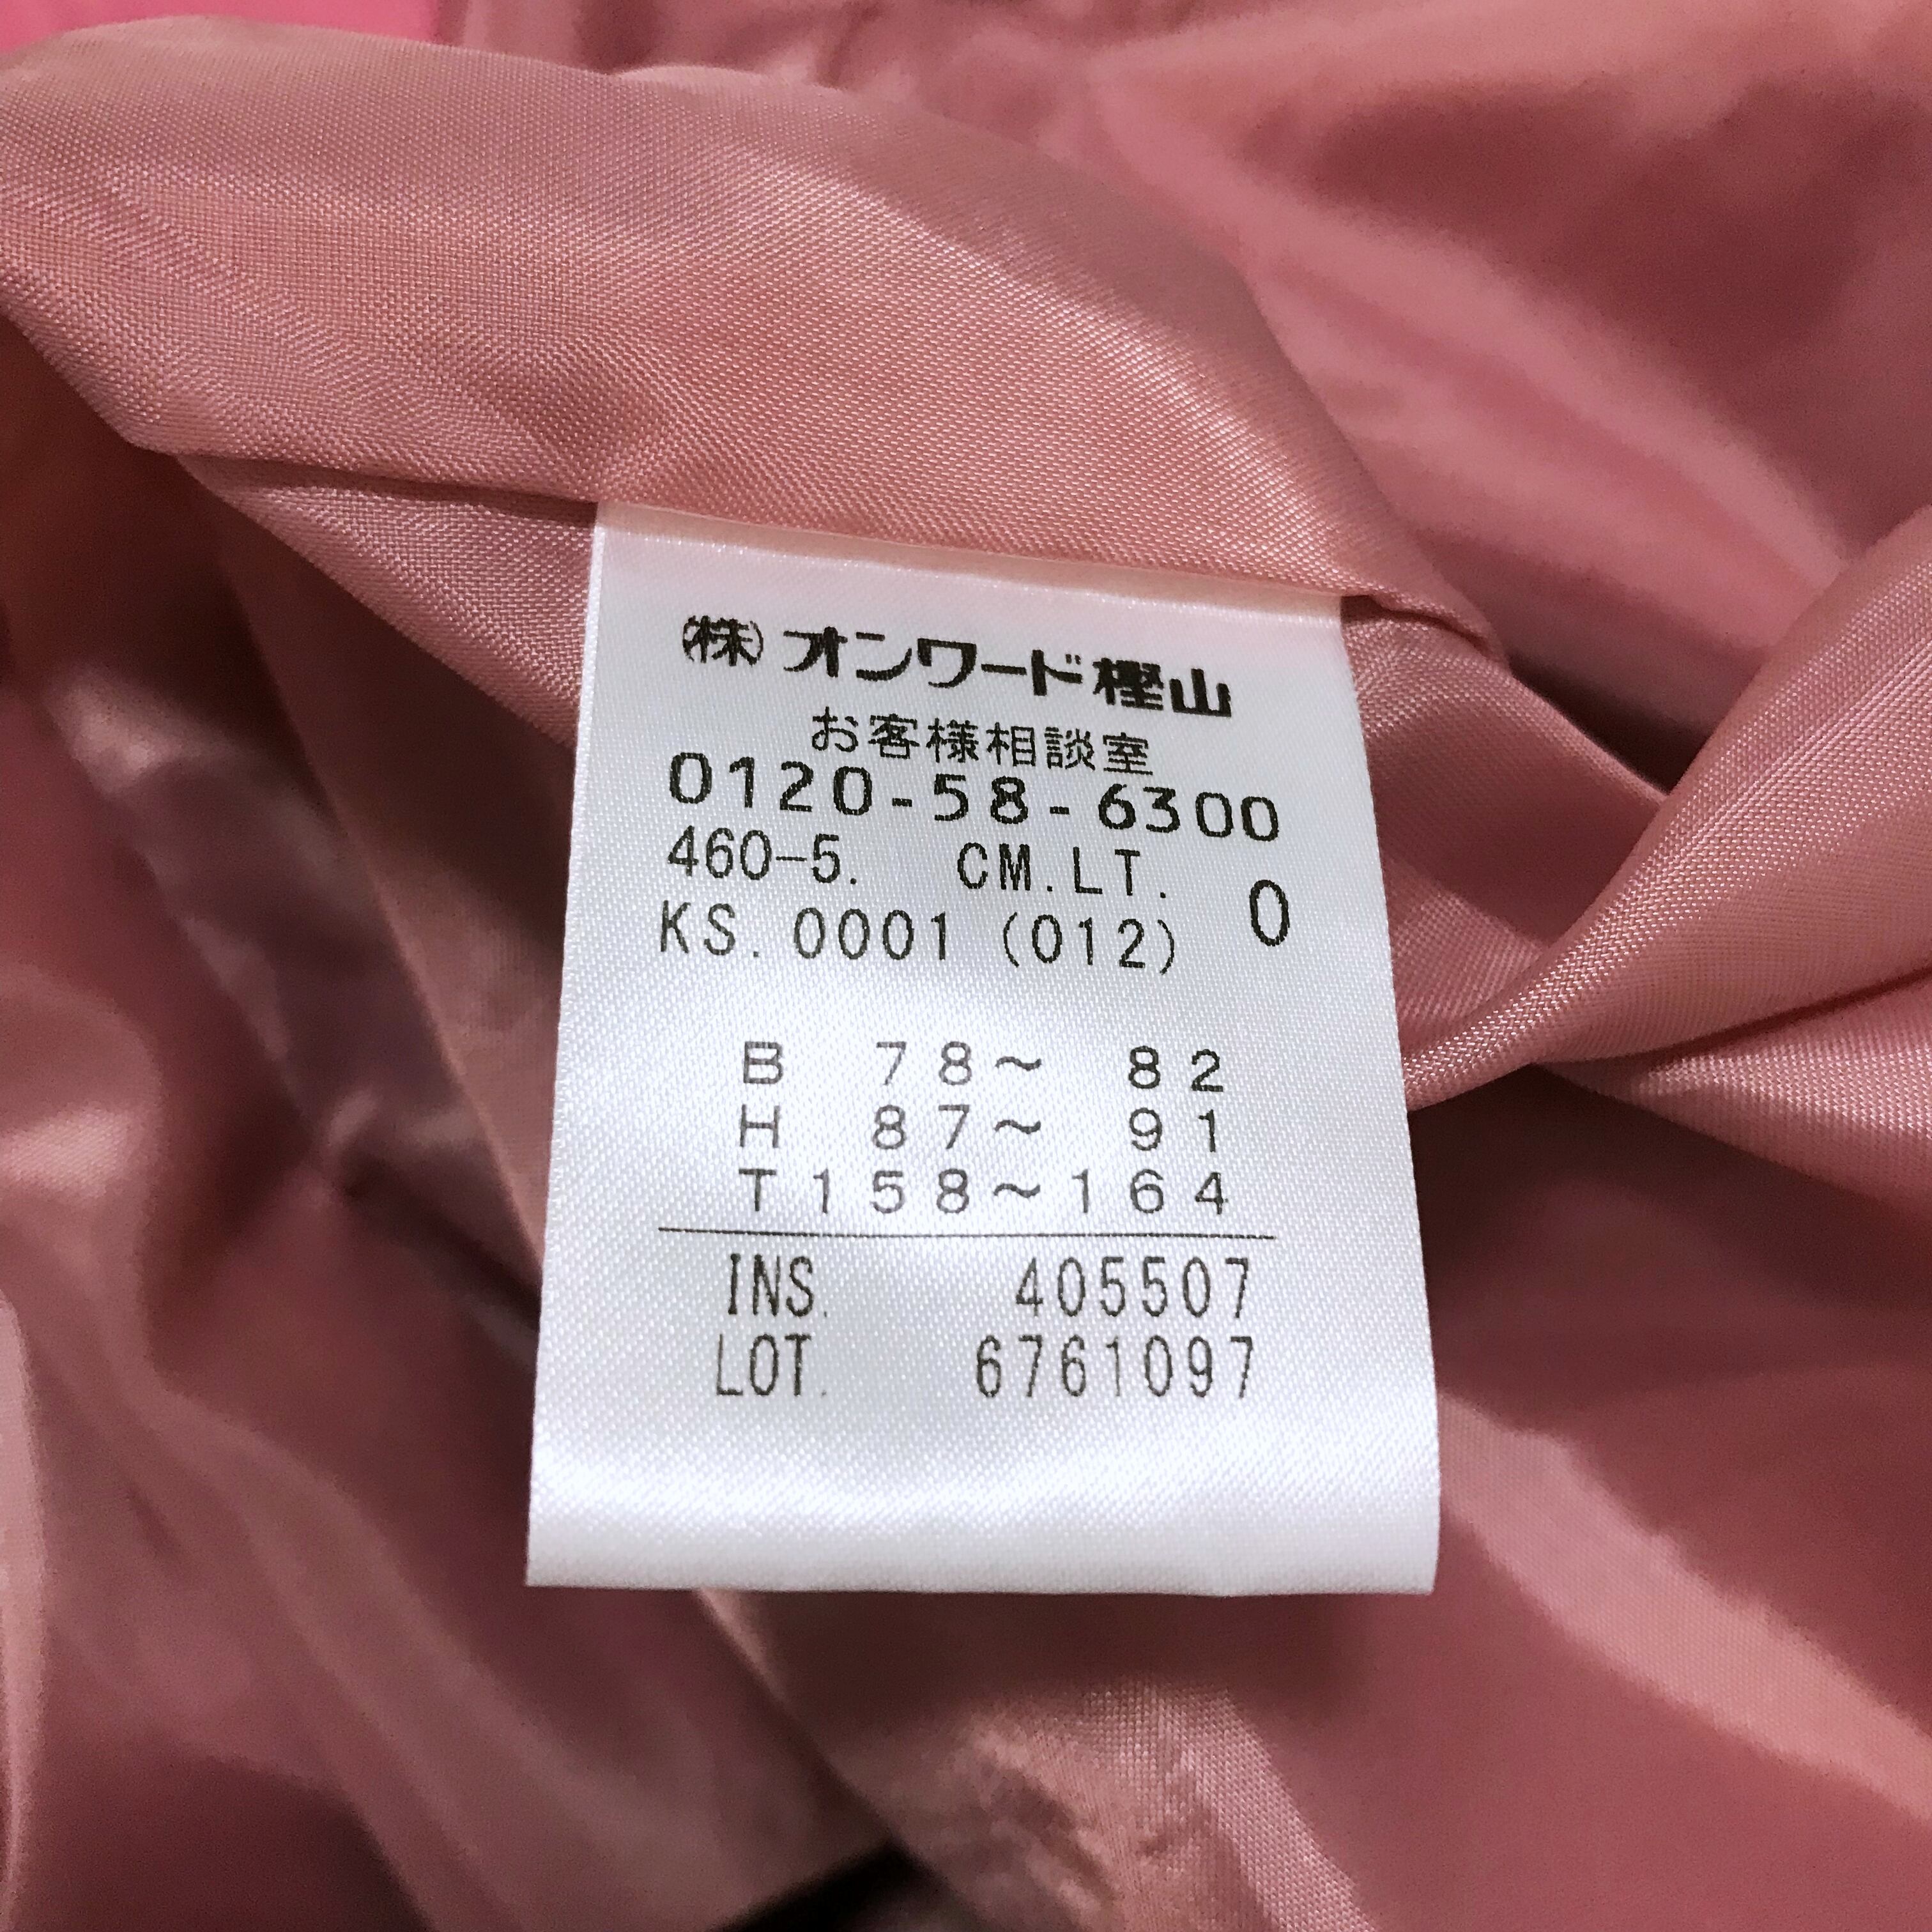 ㈱オンワード樫山
お客様相談室
0120-58-6300
460-5. CM.LT. 0
KS.0001 (012)
B 78～ 82
H 87～ 91
T158～164
INS. 405507
LOT. 6761097